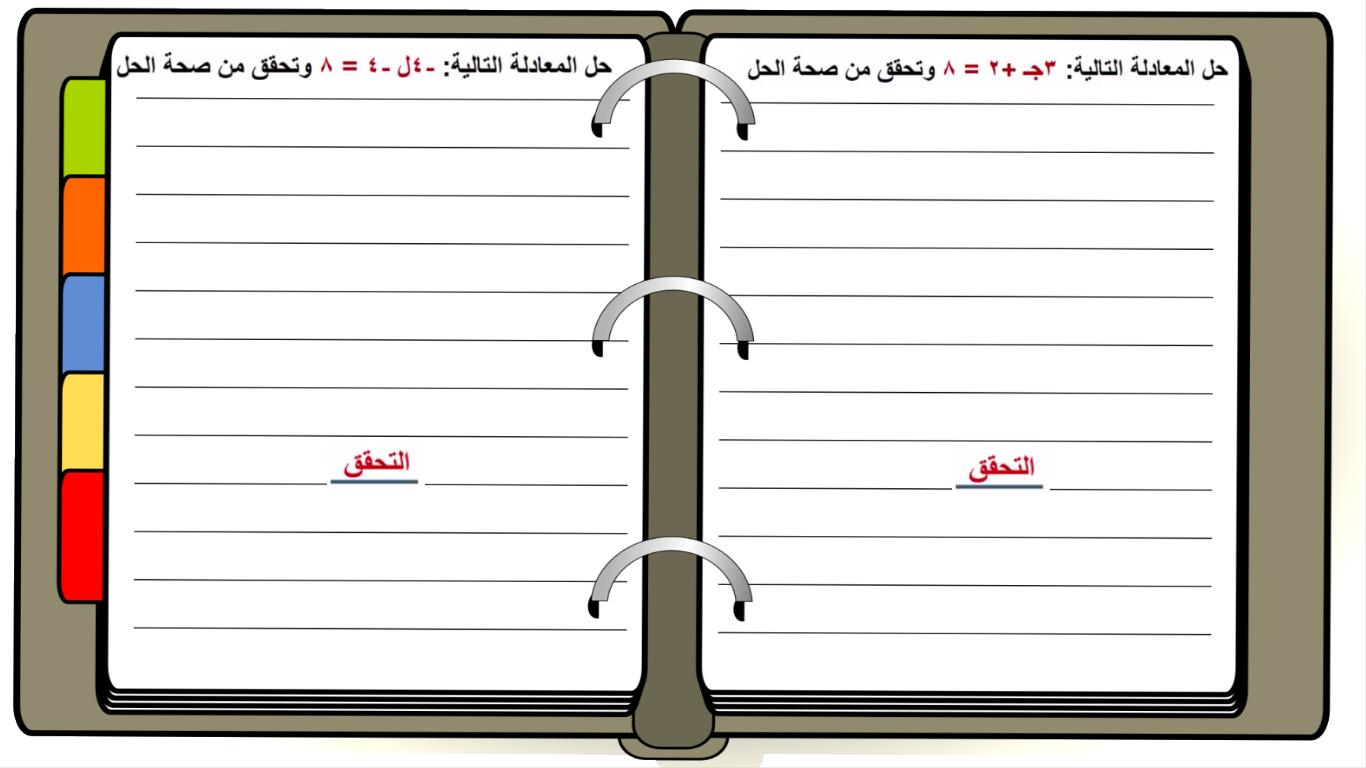 حل المعادلة التالية: ٣جـ +٢ = ٨ وتحقق من صحة الحل
التحقق
حل المعادلة التالية: -٤ل -٤ = ٨ وتحقق من صحة الحل
التحقق